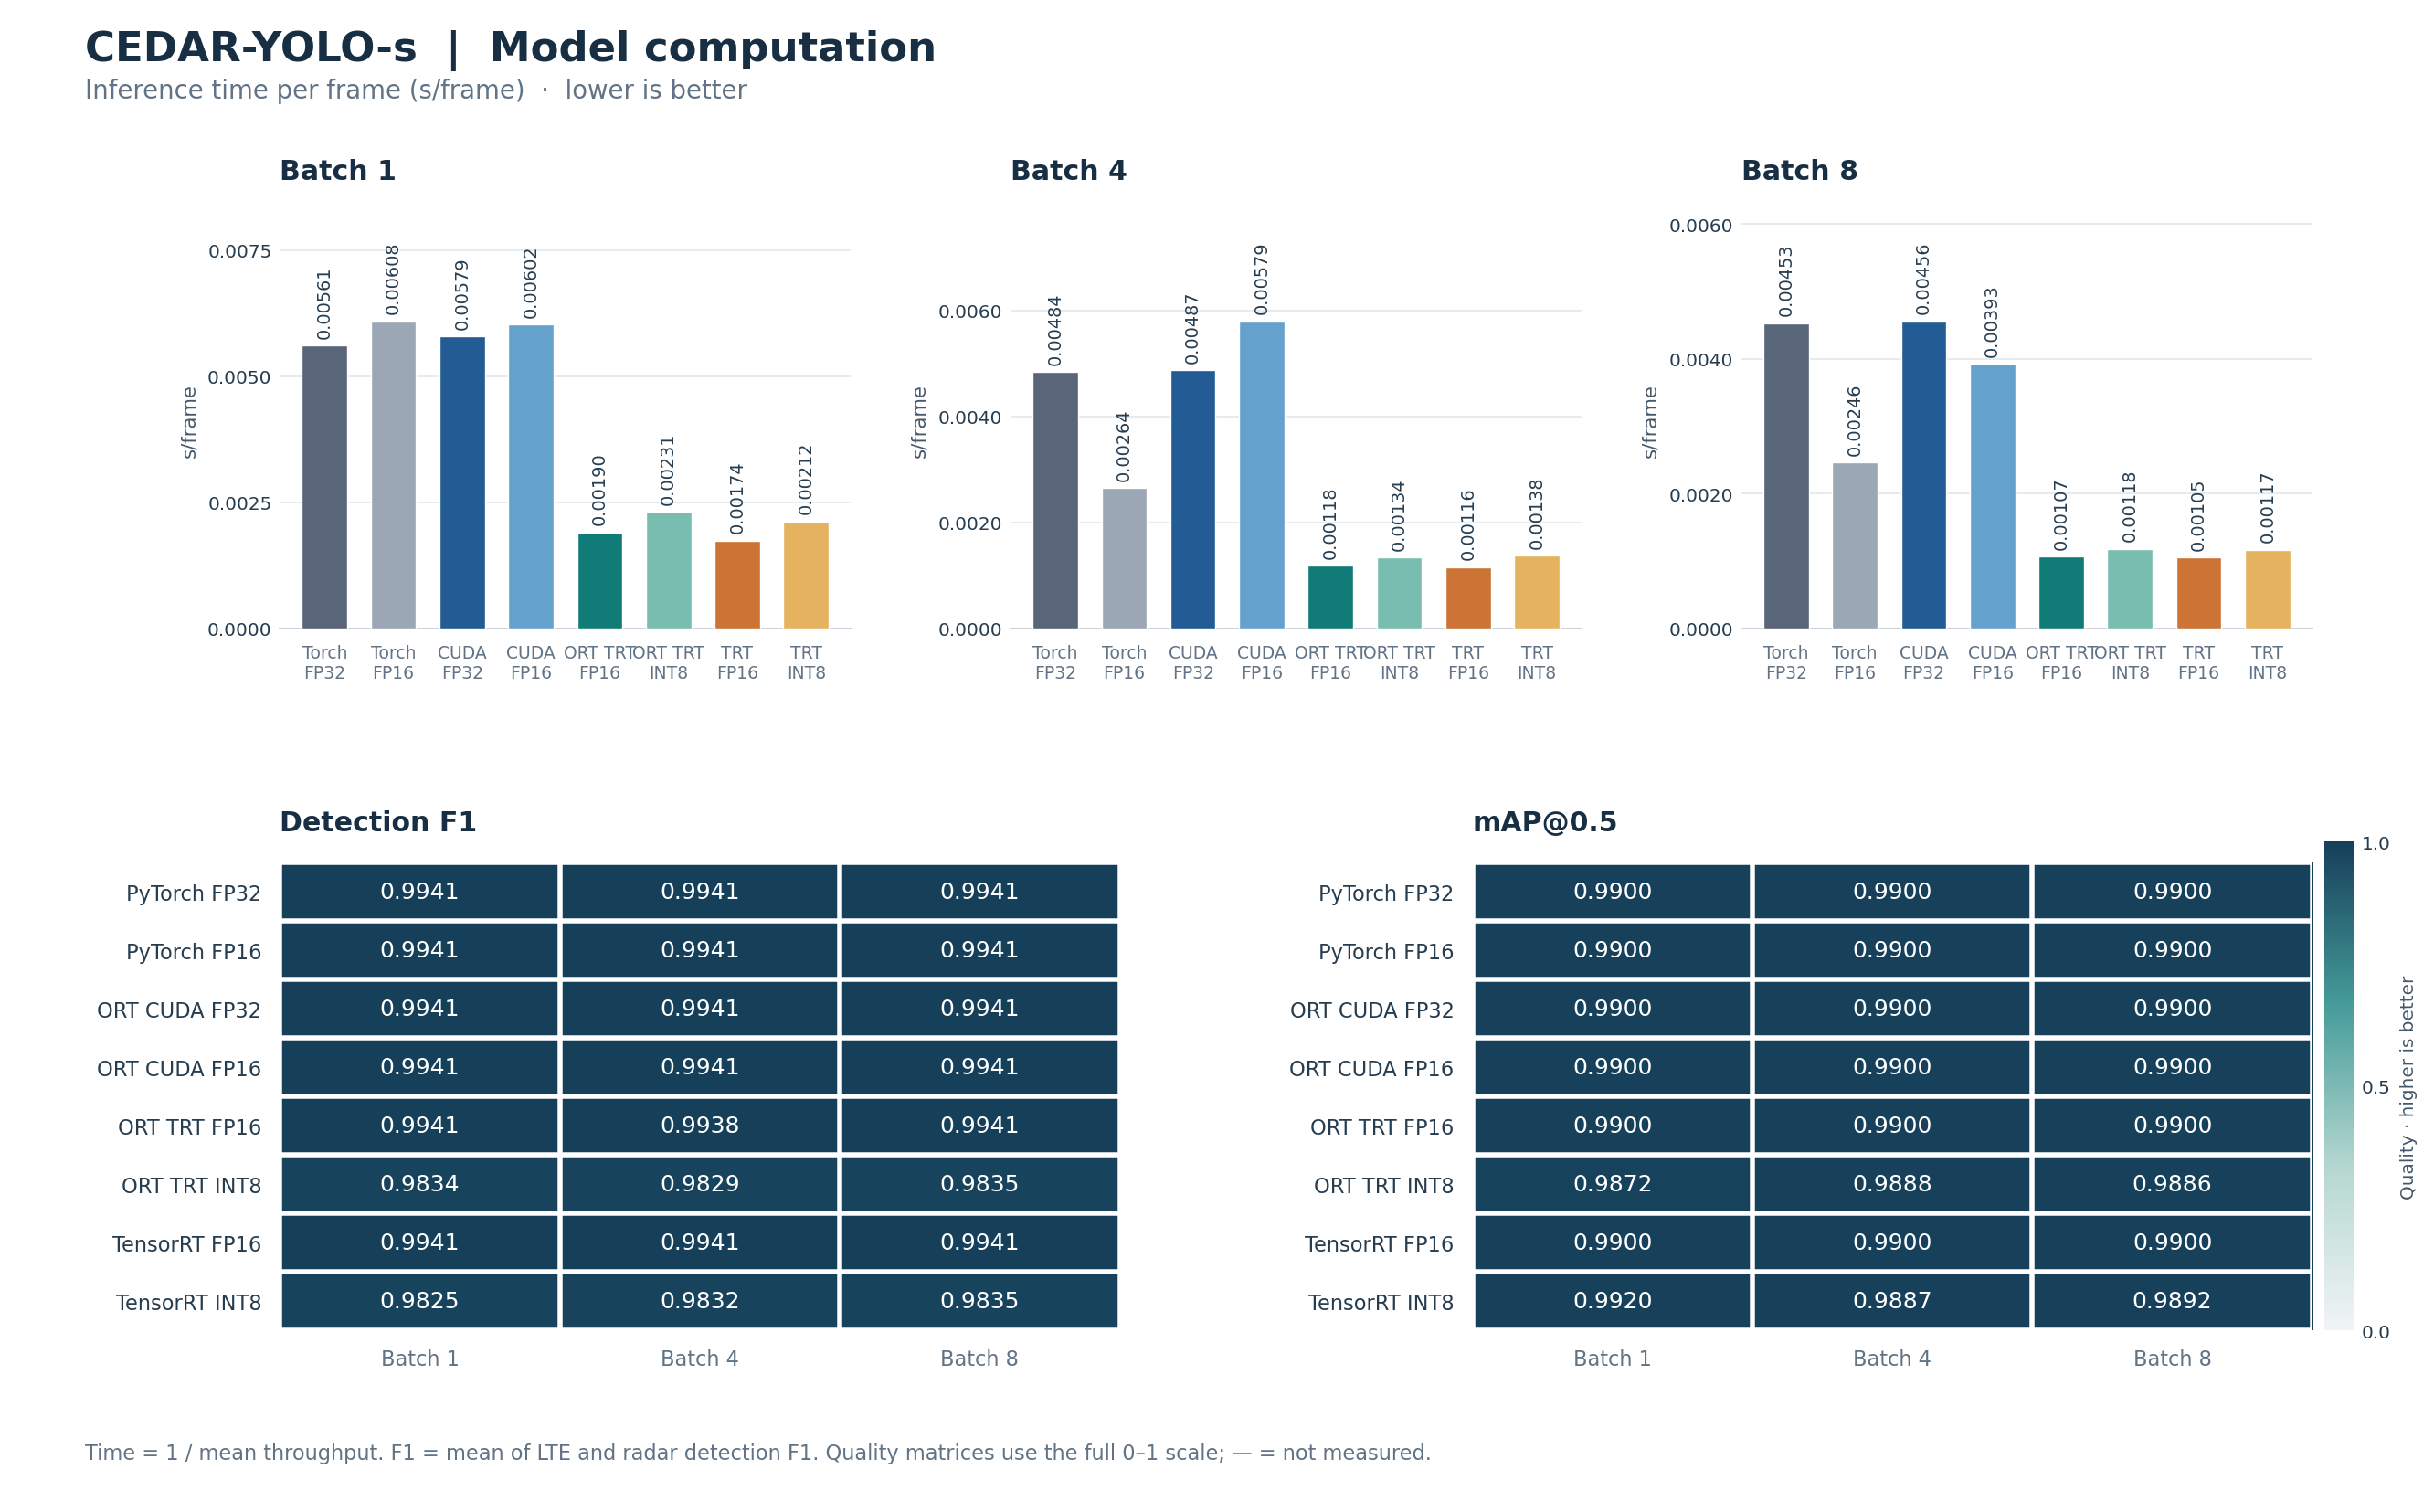 CEDAR-YOLO-s | Model computation
Inference time per frame (s/frame) · lower is better
Batch 1
s/frame
0.0075
0.0050
0.0025
0.0000
0.00561
0.00608
0.00579
0.00602
0.00190
0.00231
0.00174
0.00212
Torch FP32
Torch FP16
CUDA FP32
CUDA FP16
ORT TRT FP16
ORT TRT INT8
TRT FP16
TRT INT8
Batch 4
s/frame
0.0060
0.0040
0.0020
0.0000
0.00484
0.00264
0.00487
0.00579
0.00118
0.00134
0.00116
0.00138
Torch FP32
Torch FP16
CUDA FP32
CUDA FP16
ORT TRT FP16
ORT TRT INT8
TRT FP16
TRT INT8
Batch 8
s/frame
0.0060
0.0040
0.0020
0.0000
0.00453
0.00246
0.00456
0.00393
0.00107
0.00118
0.00105
0.00117
Torch FP32
Torch FP16
CUDA FP32
CUDA FP16
ORT TRT FP16
ORT TRT INT8
TRT FP16
TRT INT8
Detection F1
PyTorch FP32 0.9941 0.9941 0.9941
PyTorch FP16 0.9941 0.9941 0.9941
ORT CUDA FP32 0.9941 0.9941 0.9941
ORT CUDA FP16 0.9941 0.9941 0.9941
ORT TRT FP16 0.9941 0.9938 0.9941
ORT TRT INT8 0.9834 0.9829 0.9835
TensorRT FP16 0.9941 0.9941 0.9941
TensorRT INT8 0.9825 0.9832 0.9835
Batch 1 Batch 4 Batch 8
mAP@0.5
PyTorch FP32 0.9900 0.9900 0.9900
PyTorch FP16 0.9900 0.9900 0.9900
ORT CUDA FP32 0.9900 0.9900 0.9900
ORT CUDA FP16 0.9900 0.9900 0.9900
ORT TRT FP16 0.9900 0.9900 0.9900
ORT TRT INT8 0.9872 0.9888 0.9886
TensorRT FP16 0.9900 0.9900 0.9900
TensorRT INT8 0.9920 0.9887 0.9892
Batch 1 Batch 4 Batch 8
1.0
0.5
0.0
Quality · higher is better
Time = 1 / mean throughput. F1 = mean of LTE and radar detection F1. Quality matrices use the full 0–1 scale; — = not measured.